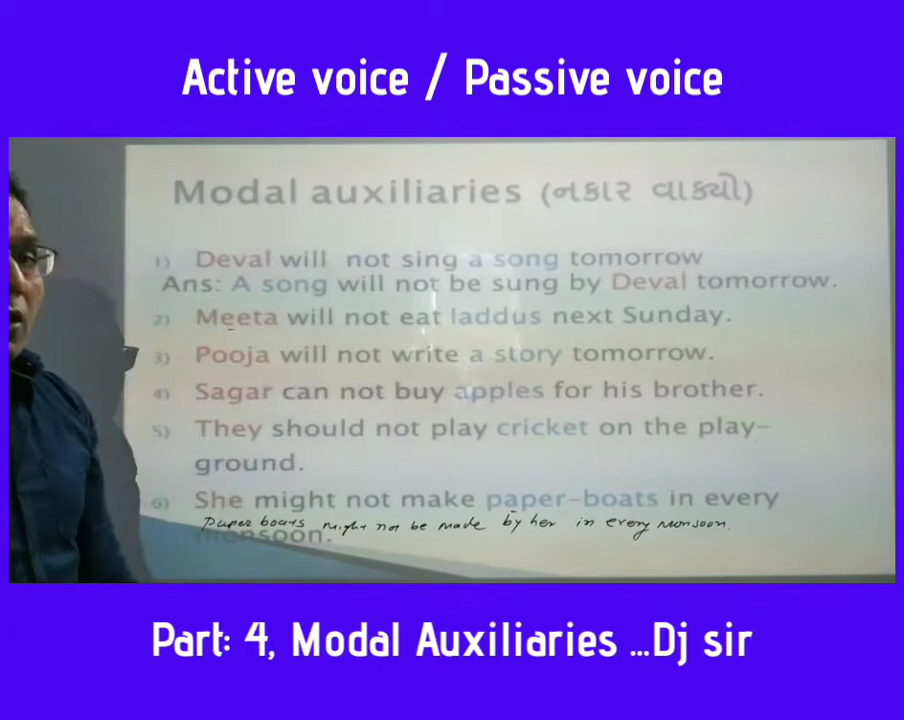 Active voice / Passive voice
Modal auxiliaries (નકાર વાક્યો)
1) Deval will not sing a song tomorrow
Ans: A song will not be sung by Deval tomorrow.
2) Meeta will not eat laddus next Sunday.
3) Pooja will not write a story tomorrow.
4) Sagar can not buy apples for his brother.
5) They should not play cricket on the play-
ground.
6) She might not make paper-boats in every
Paper boats might not be made by her in every monsoon.
monsoon.
Part: 4, Modal Auxiliaries ...Dj sir